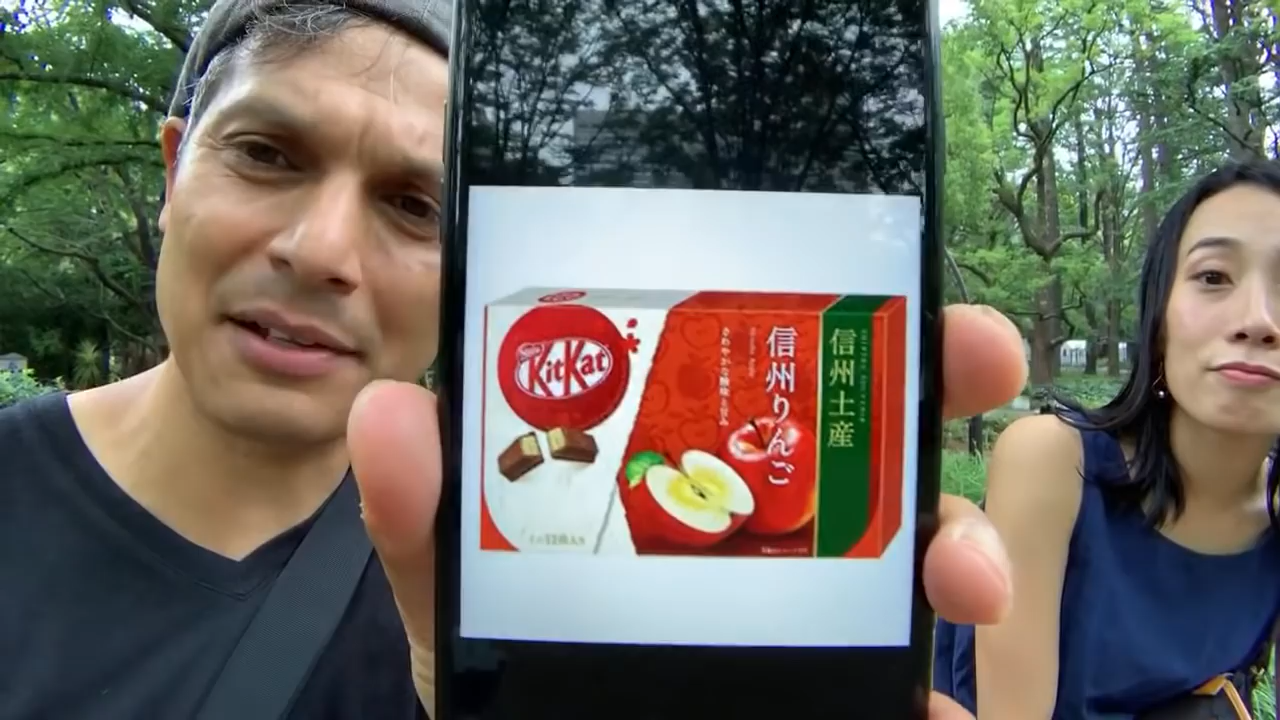 Nestlé
KitKat
信州りんご
さわやかな酸味と甘み
信州土産